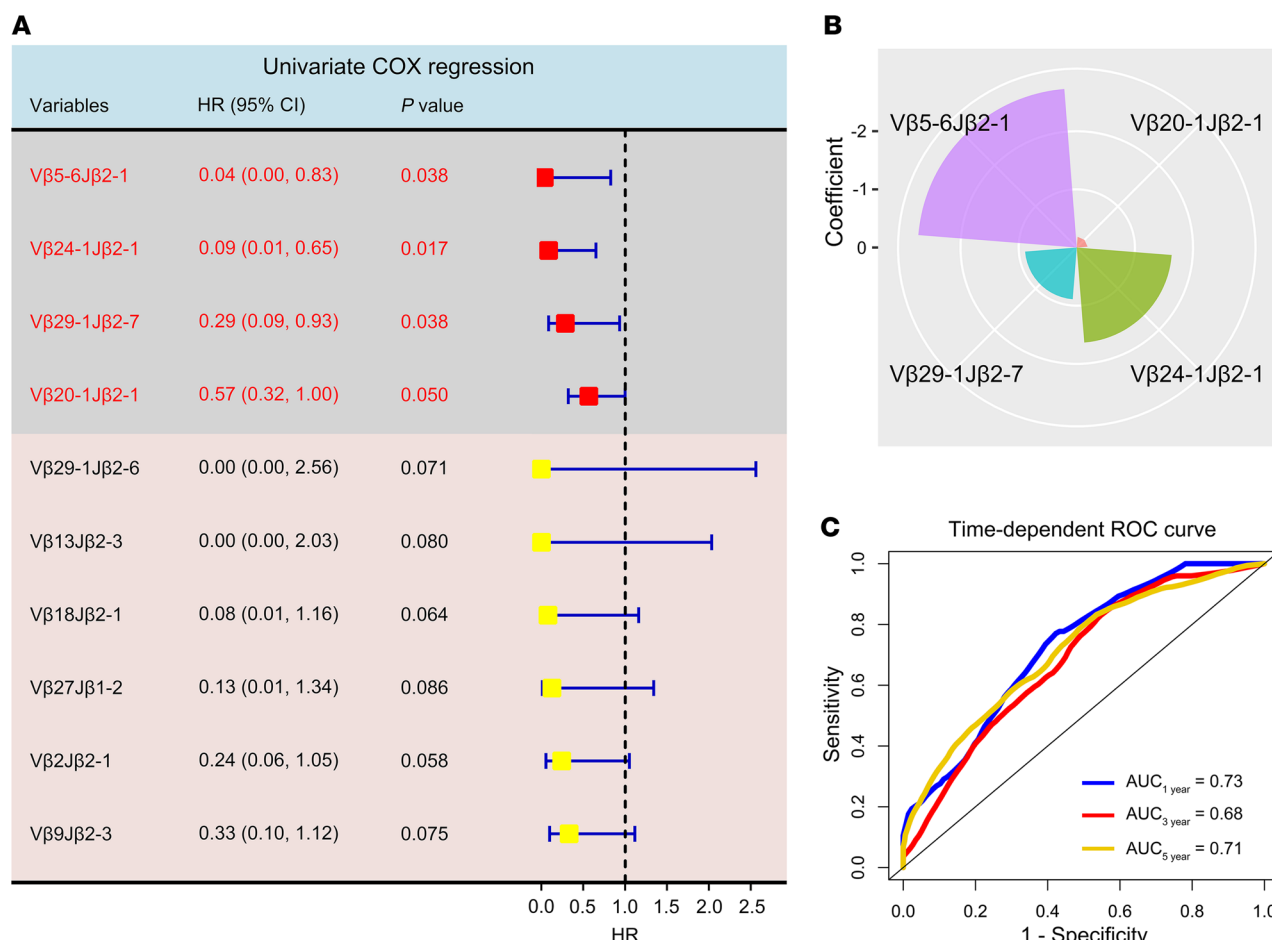 A
Univariate COX regression
Variables HR (95% CI) P value
Vβ5-6Jβ2-1 0.04 (0.00, 0.83) 0.038
Vβ24-1Jβ2-1 0.09 (0.01, 0.65) 0.017
Vβ29-1Jβ2-7 0.29 (0.09, 0.93) 0.038
Vβ20-1Jβ2-1 0.57 (0.32, 1.00) 0.050
Vβ29-1Jβ2-6 0.00 (0.00, 2.56) 0.071
Vβ13Jβ2-3 0.00 (0.00, 2.03) 0.080
Vβ18Jβ2-1 0.08 (0.01, 1.16) 0.064
Vβ27Jβ1-2 0.13 (0.01, 1.34) 0.086
Vβ2Jβ2-1 0.24 (0.06, 1.05) 0.058
Vβ9Jβ2-3 0.33 (0.10, 1.12) 0.075
0.0 0.5 1.0 1.5 2.0 2.5
HR
B
Coefficient
-2
-1
0
Vβ5-6Jβ2-1 Vβ20-1Jβ2-1
Vβ29-1Jβ2-7 Vβ24-1Jβ2-1
C
Time-dependent ROC curve
Sensitivity
1.0
0.8
0.6
0.4
0.2
0.0
AUC1 year = 0.73
AUC3 year = 0.68
AUC5 year = 0.71
0.0 0.2 0.4 0.6 0.8 1.0
1 - Specificity